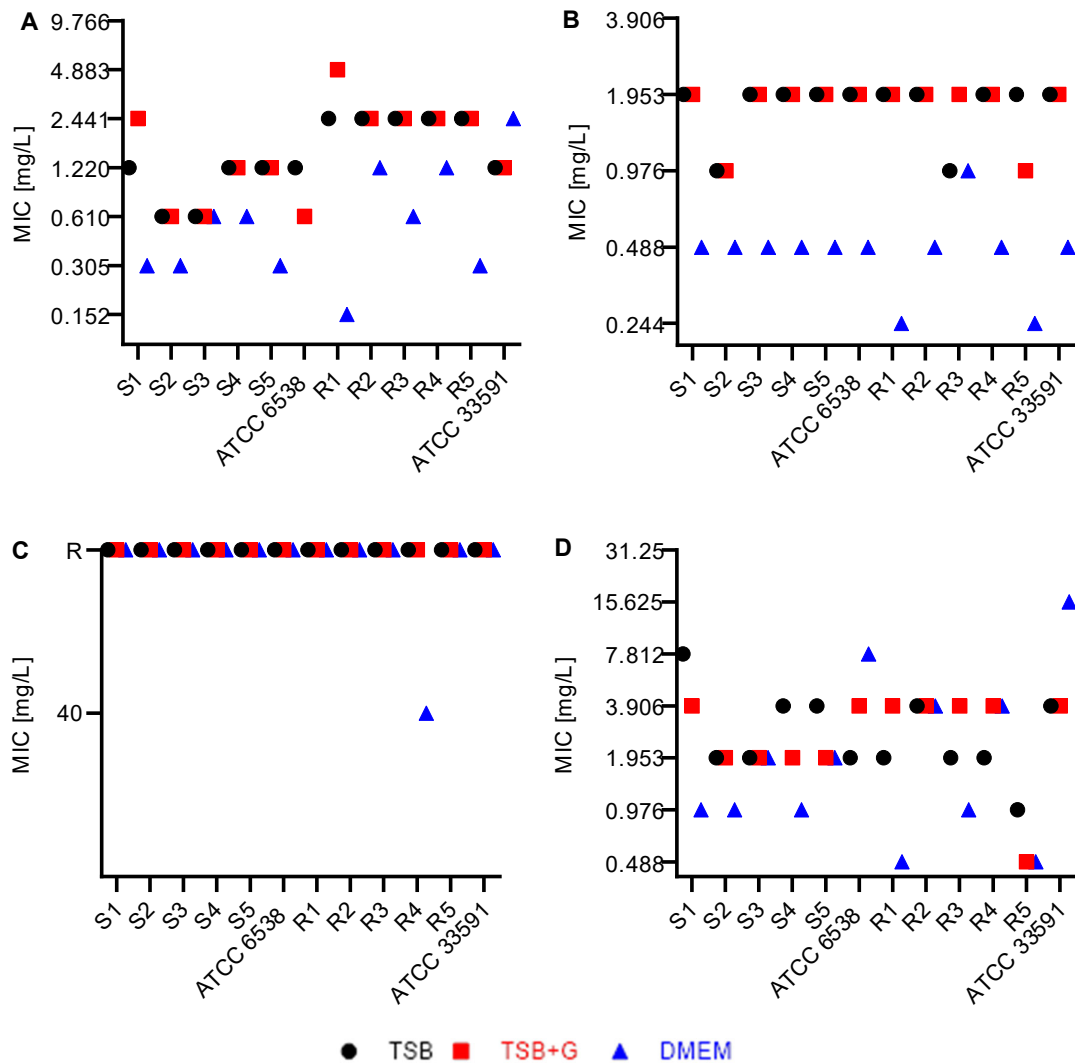 A
MIC [mg/L]
9.766
4.883
2.441
1.220
0.610
0.305
0.152
S1 S2 S3 S4 S5 ATCC 6538 R1 R2 R3 R4 R5 ATCC 33591
B
MIC [mg/L]
3.906
1.953
0.976
0.488
0.244
S1 S2 S3 S4 S5 ATCC 6538 R1 R2 R3 R4 R5 ATCC 33591
C
MIC [mg/L]
R
40
S1 S2 S3 S4 S5 ATCC 6538 R1 R2 R3 R4 R5 ATCC 33591
D
MIC [mg/L]
31.25
15.625
7.812
3.906
1.953
0.976
0.488
S1 S2 S3 S4 S5 ATCC 6538 R1 R2 R3 R4 R5 ATCC 33591
TSB TSB+G DMEM